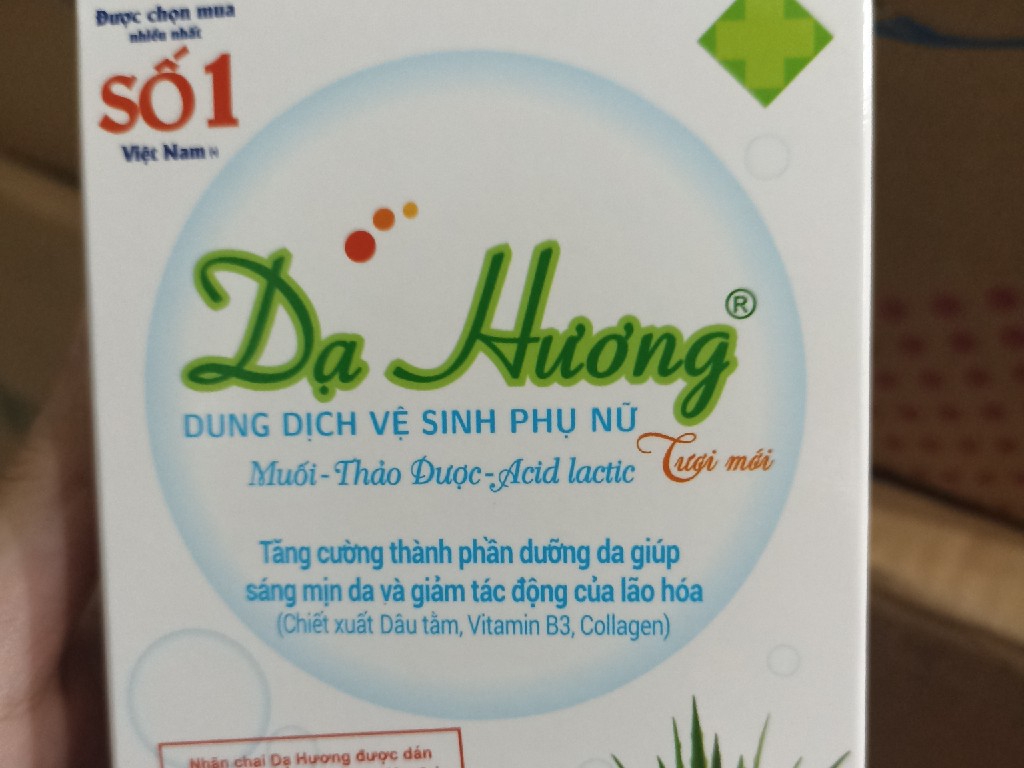 Được chọn mua
nhiều nhất
SỐ 1
Việt Nam
Dạ Hương®
DUNG DỊCH VỆ SINH PHỤ NỮ
Muối-Thảo Dược-Acid lactic
Tươi mới
Tăng cường thành phần dưỡng da giúp
sáng mịn da và giảm tác động của lão hóa
(Chiết xuất Dâu tằm, Vitamin B3, Collagen)
Nhãn chai Dạ Hương được dán